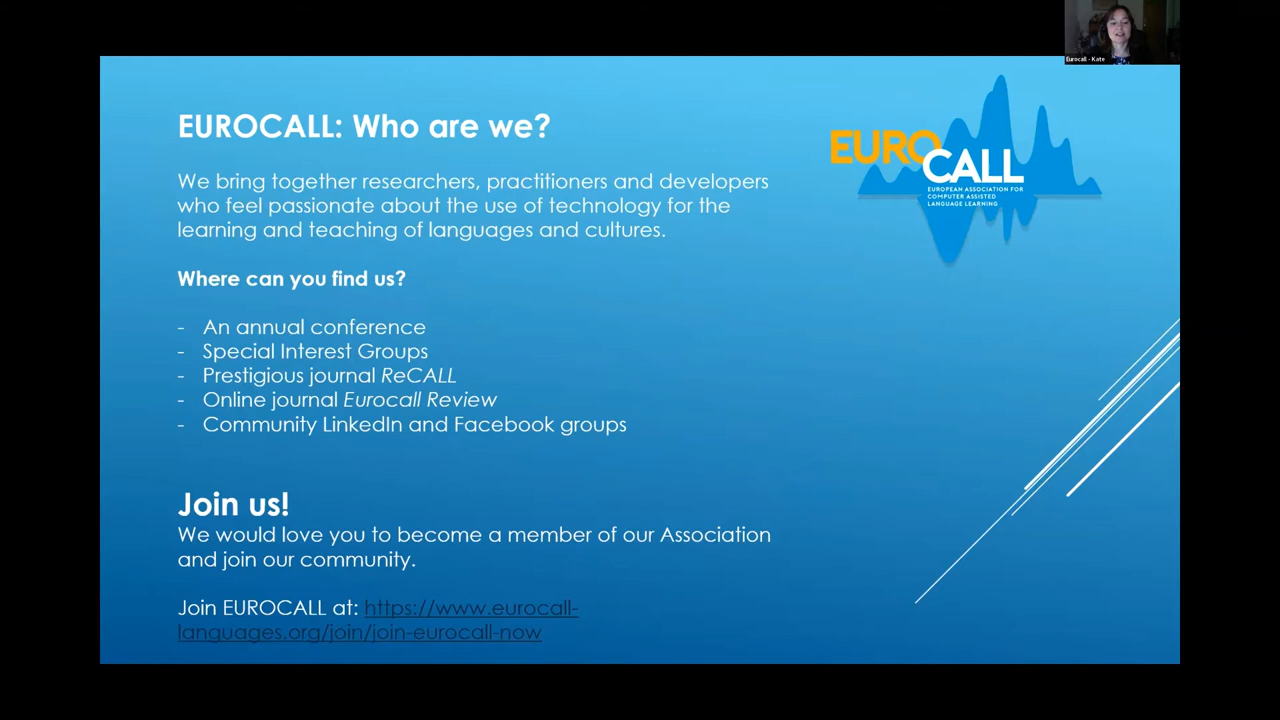 Eurocall - Kate
EUROCALL: Who are we?
EUROCALL
EUROPEAN ASSOCIATION FOR
COMPUTER ASSISTED
LANGUAGE LEARNING
We bring together researchers, practitioners and developers
who feel passionate about the use of technology for the
learning and teaching of languages and cultures.
Where can you find us?
- An annual conference
- Special Interest Groups
- Prestigious journal ReCALL
- Online journal Eurocall Review
- Community LinkedIn and Facebook groups
Join us!
We would love you to become a member of our Association
and join our community.
Join EUROCALL at: https://www.eurocall-
languages.org/join/join-eurocall-now